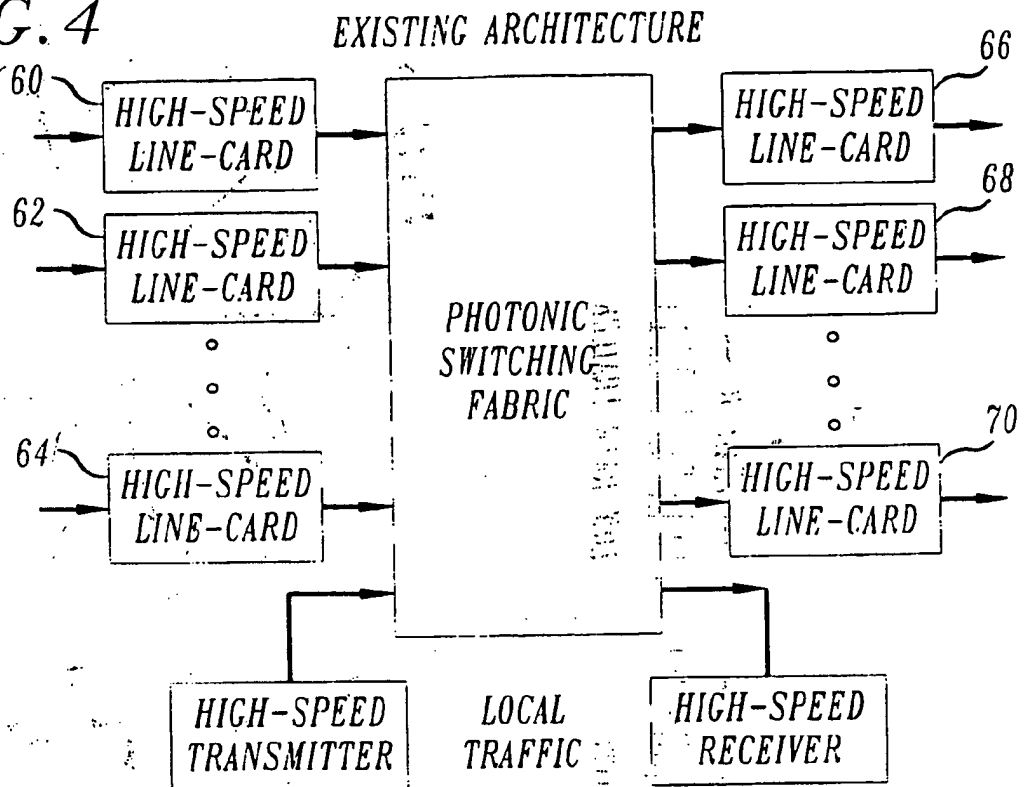 G. 4
EXISTING ARCHITECTURE
60
HIGH-SPEED
LINE-CARD
62
HIGH-SPEED
LINE-CARD
64
HIGH-SPEED
LINE-CARD
PHOTONIC
SWITCHING
FABRIC
66
HIGH-SPEED
LINE-CARD
68
HIGH-SPEED
LINE-CARD
70
HIGH-SPEED
LINE-CARD
HIGH-SPEED
TRANSMITTER
LOCAL
TRAFFIC
HIGH-SPEED
RECEIVER